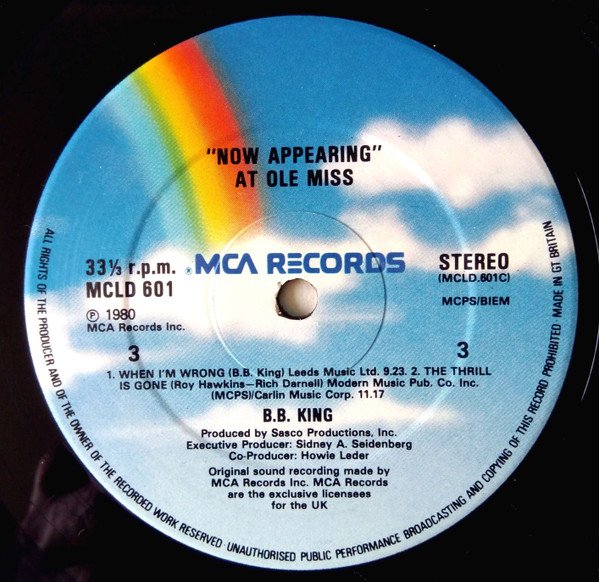 "NOW APPEARING"
AT OLE MISS
33⅓ r.p.m.
MCLD 601
℗ 1980
MCA Records Inc.
® MCA RECORDS
STEREO
(MCLD.601C)
MCPS/BIEM
3
3
1. WHEN I'M WRONG (B.B. King) Leeds Music Ltd. 9.23. 2. THE THRILL
IS GONE (Roy Hawkins—Rich Darnell) Modern Music Pub. Co. Inc.
(MCPS)/Carlin Music Corp. 11.17
B.B. KING
Produced by Sasco Productions, Inc.
Executive Producer: Sidney A. Seidenberg
Co-Producer: Howie Leder
Original sound recording made by
MCA Records Inc. MCA Records
are the exclusive licensees
for the UK
ALL RIGHTS OF THE PRODUCER AND OF THE OWNER OF THE RECORDED WORK RESERVED · UNAUTHORISED PUBLIC PERFORMANCE BROADCASTING AND COPYING OF THIS RECORD PROHIBITED · MADE IN GT BRITAIN